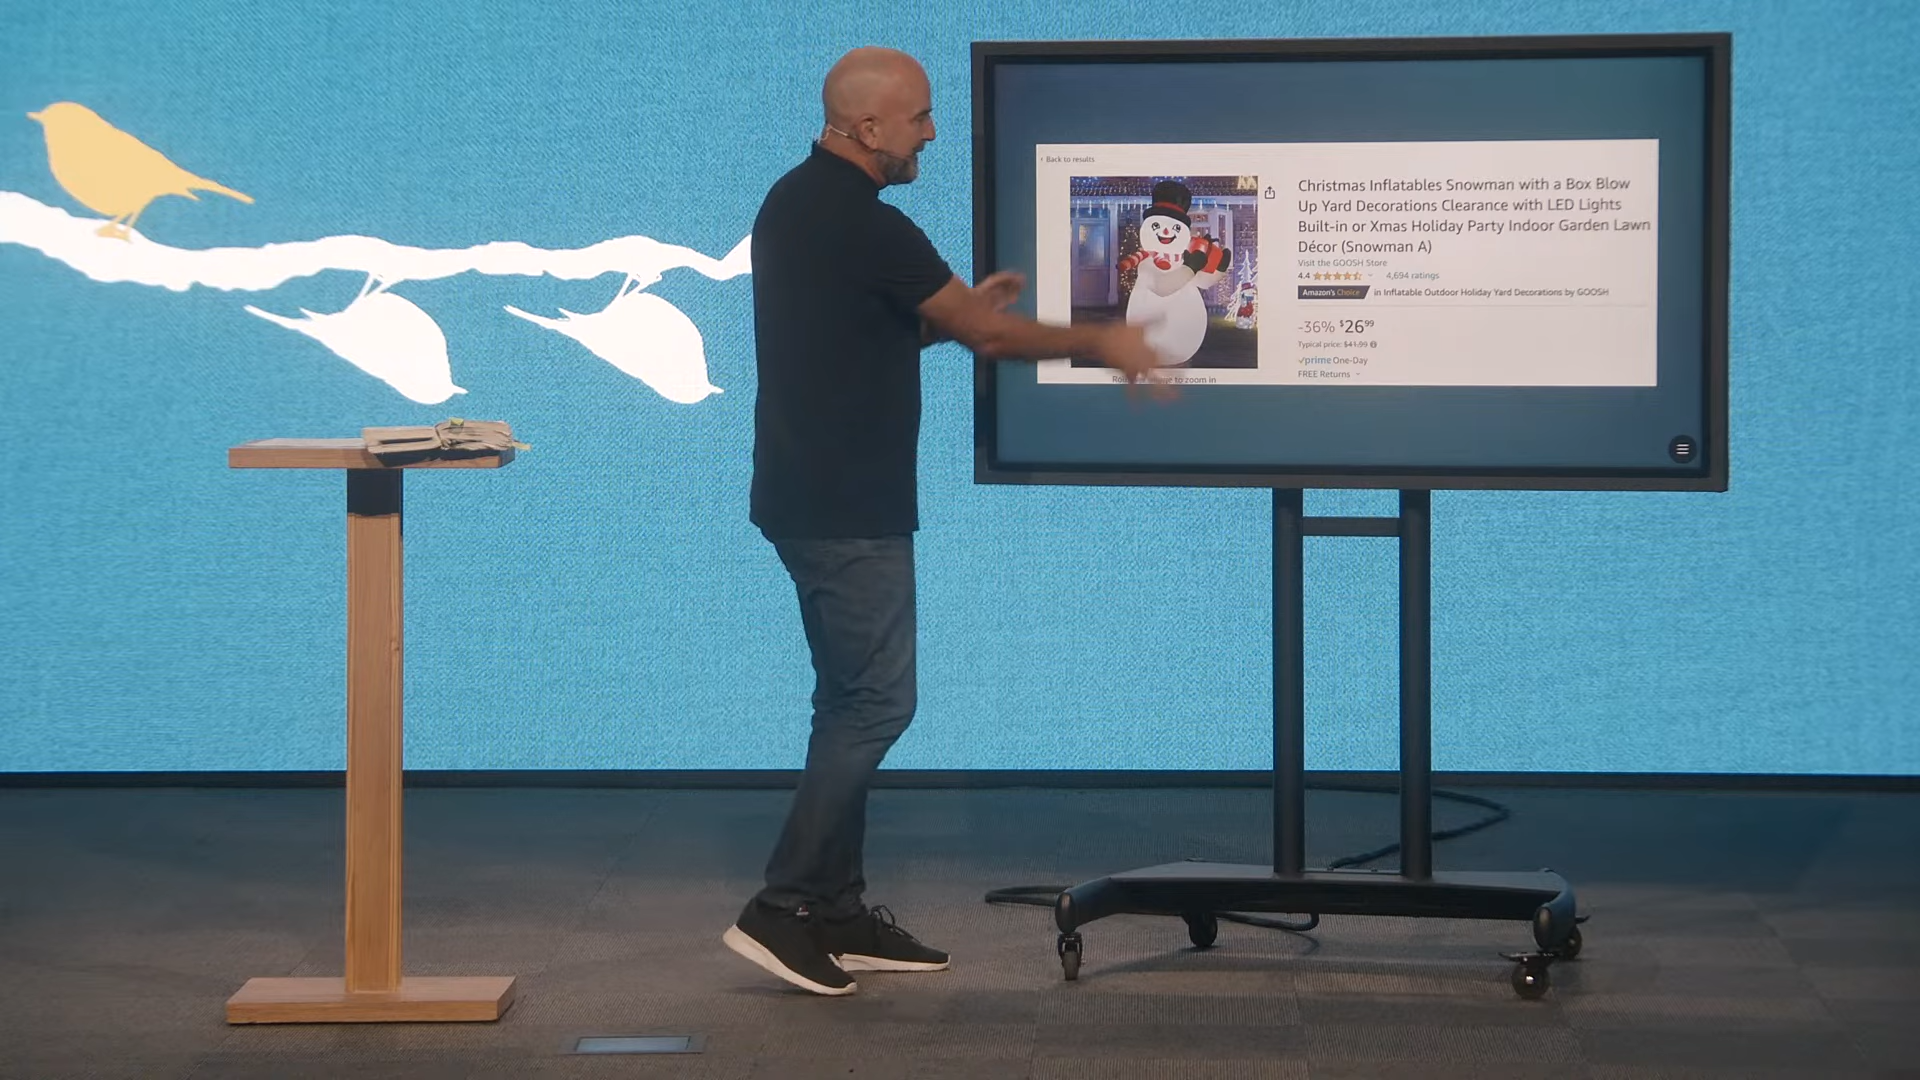 ‹ Back to results
Christmas Inflatables Snowman with a Box Blow
Up Yard Decorations Clearance with LED Lights
Built-in or Xmas Holiday Party Indoor Garden Lawn
Décor (Snowman A)
Visit the GOOSH Store
4.4 4,694 ratings
Amazon's Choice in Inflatable Outdoor Holiday Yard Decorations by GOOSH
-36% $26⁹⁹
Typical price: $41.99
prime One-Day
FREE Returns
image to zoom in